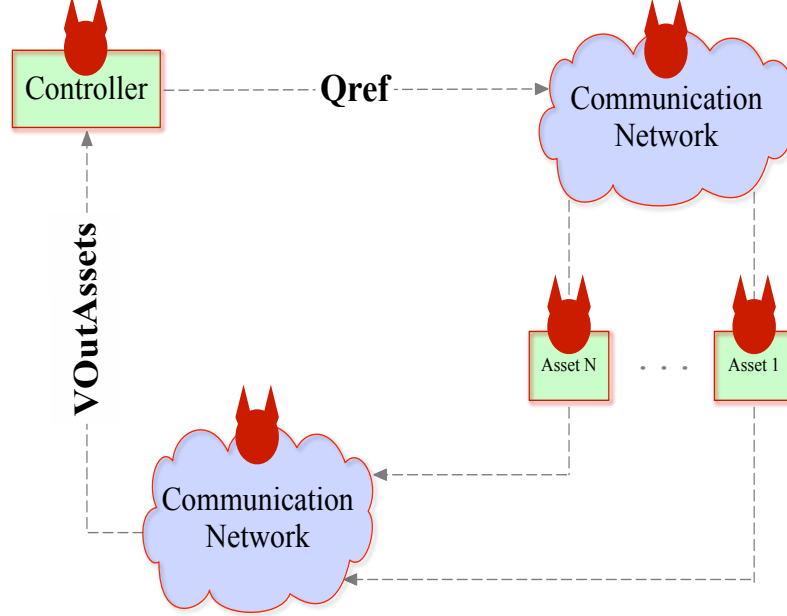 Controller
Qref
Communication
Network
VOutAssets
Asset N
. . .
Asset 1
Communication
Network